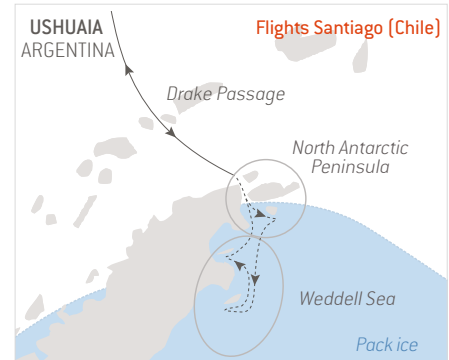 USHUAIA
ARGENTINA
Flights Santiago (Chile)
Drake Passage
North Antarctic
Peninsula
Weddell Sea
Pack ice